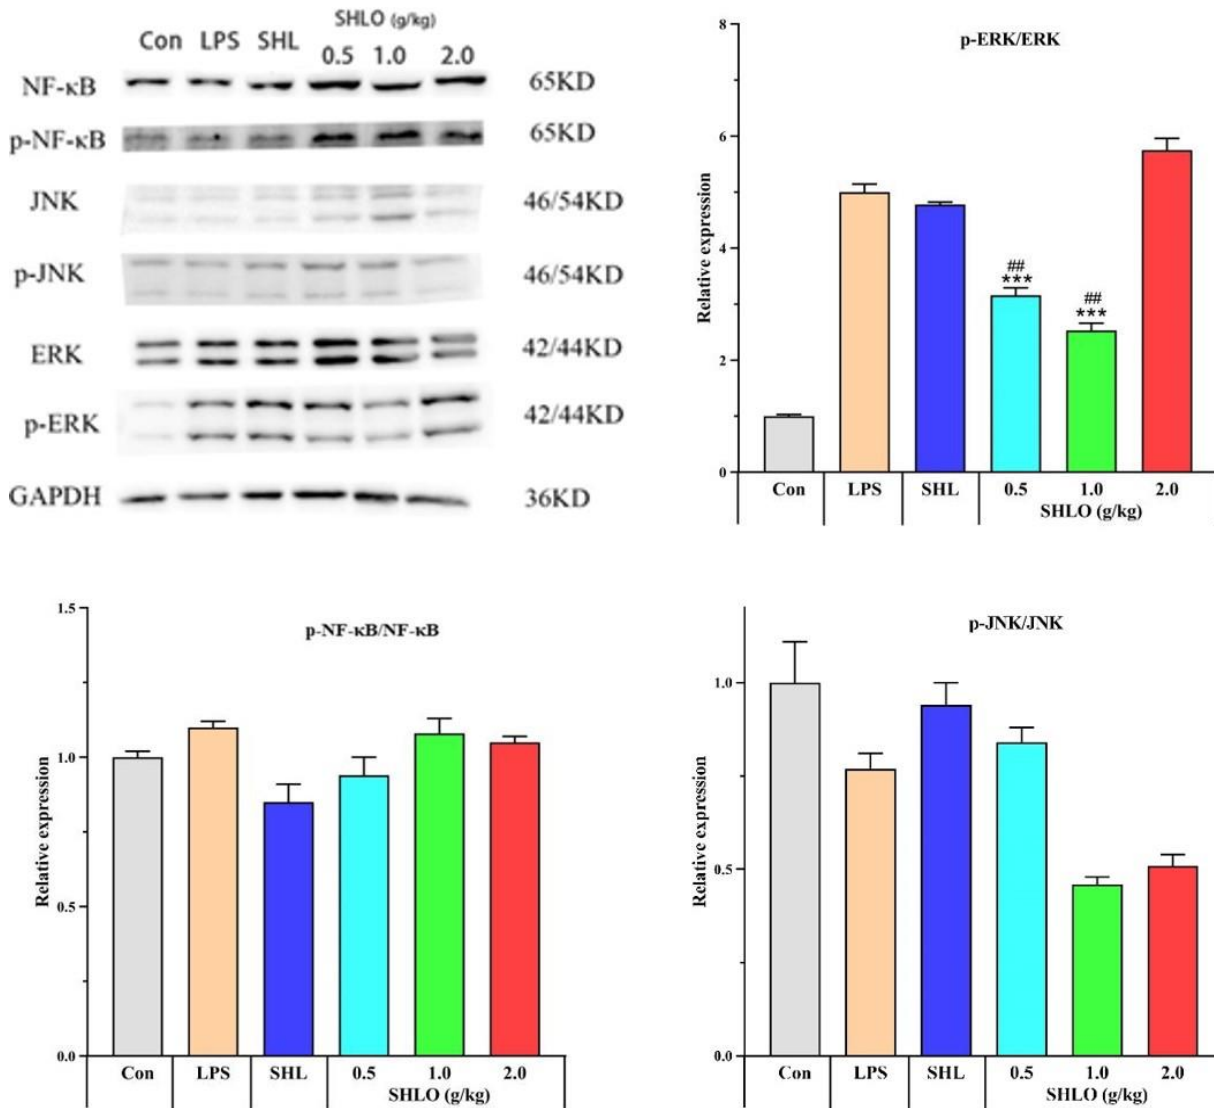 SHLO (g/kg)
Con LPS SHL 0.5 1.0 2.0
NF-κB 65KD
p-NF-κB 65KD
JNK 46/54KD
p-JNK 46/54KD
ERK 42/44KD
p-ERK 42/44KD
GAPDH 36KD
p-ERK/ERK
Relative expression
8
6
4
2
0
##
***
##
***
Con LPS SHL 0.5 1.0 2.0
SHLO (g/kg)
p-NF-κB/NF-κB
Relative expression
1.5
1.0
0.5
0.0
Con LPS SHL 0.5 1.0 2.0
SHLO (g/kg)
p-JNK/JNK
Relative expression
1.0
0.5
0.0
Con LPS SHL 0.5 1.0 2.0
SHLO (g/kg)